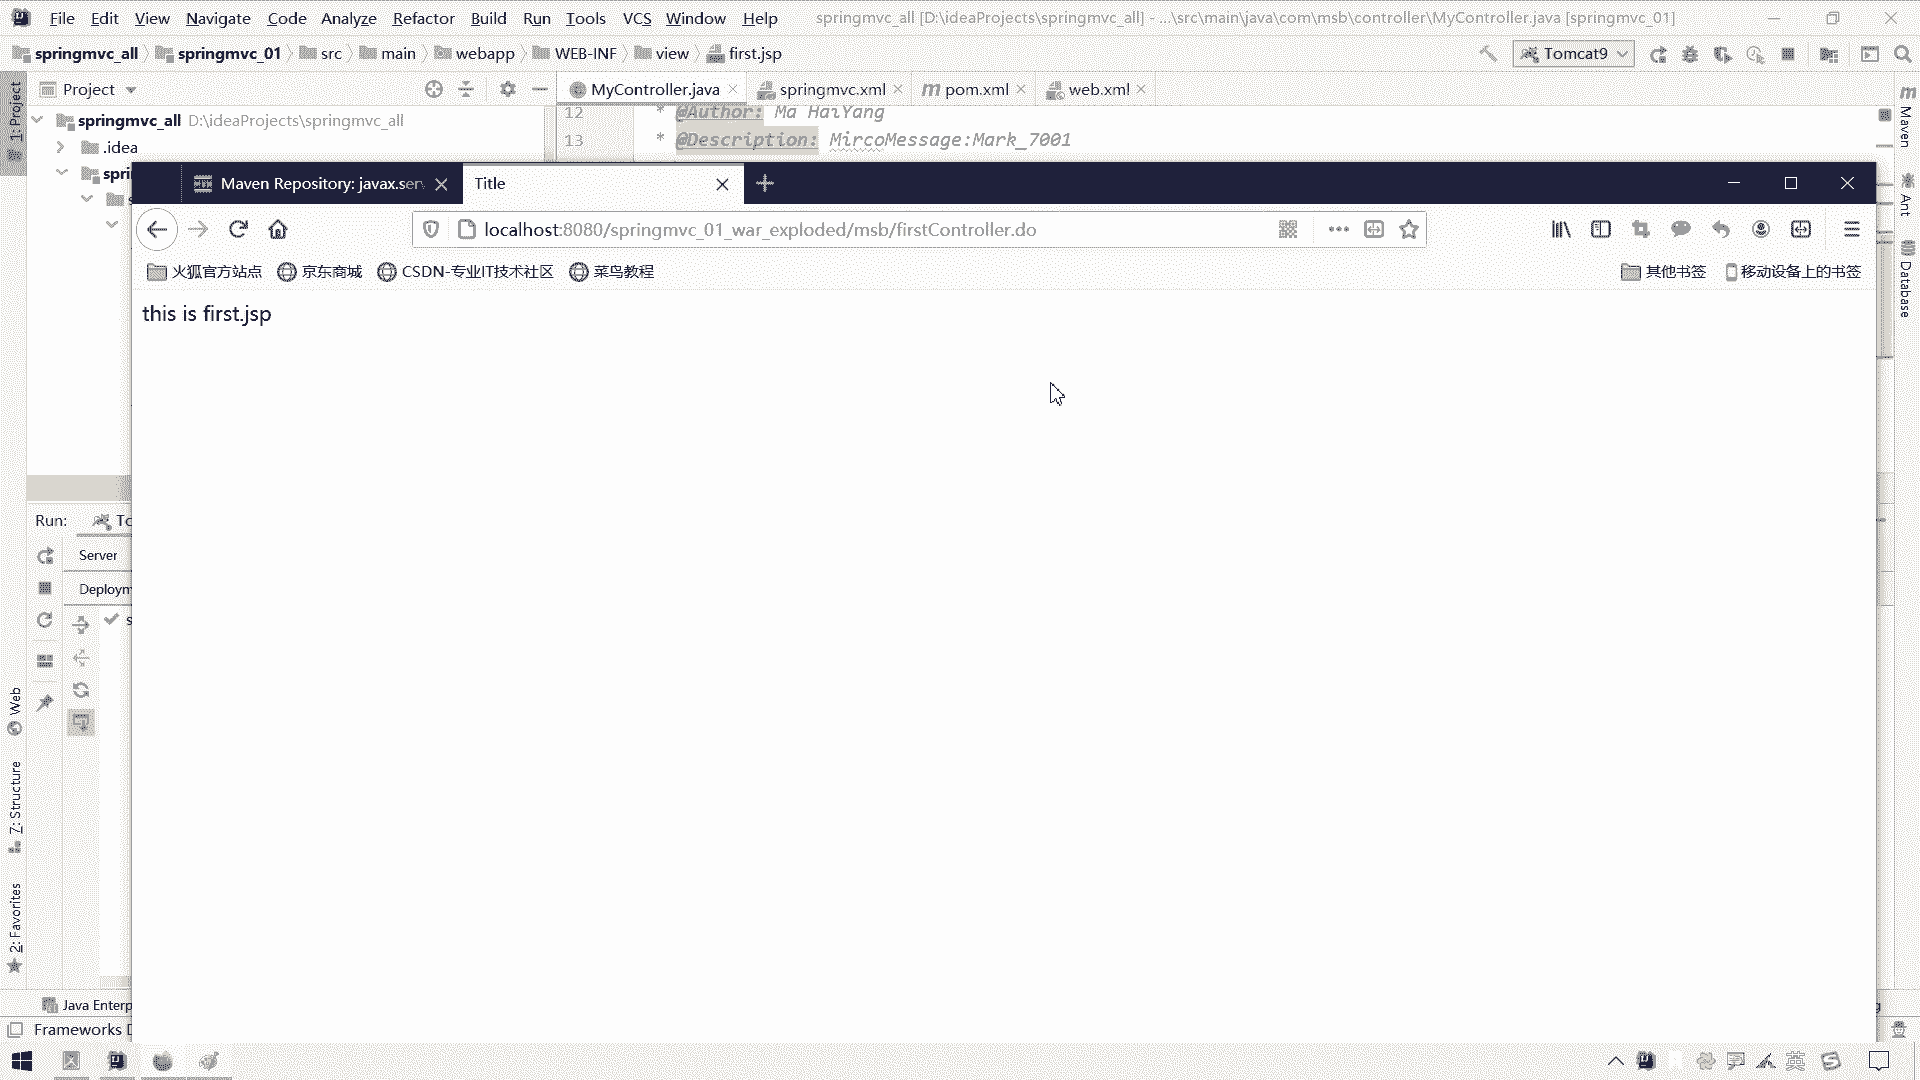 File Edit View Navigate Code Analyze Refactor Build Run Tools VCS Window Help springmvc_all [D:\ideaProjects\springmvc_all] - ...\src\main\java\com\msb\controller\MyController.java [springmvc_01]
springmvc_all springmvc_01 src main webapp WEB-INF view first.jsp Tomcat9
Project MyController.java springmvc.xml pom.xml web.xml
1: Project
Maven
Ant
Database
springmvc_all D:\ideaProjects\springmvc_all
.idea
spri
12 * @Author: Ma HaiYang
13 * @Description: MircoMessage:Mark_7001
Maven Repository: javax.ser Title
localhost:8080/springmvc_01_war_exploded/msb/firstController.do
火狐官方站点 京东商城 CSDN-专业IT技术社区 菜鸟教程 其他书签 移动设备上的书签
this is first.jsp
Run: Tc
Server
Deploym
s
Web
7: Structure
2: Favorites
Java Enterp
Frameworks D
英